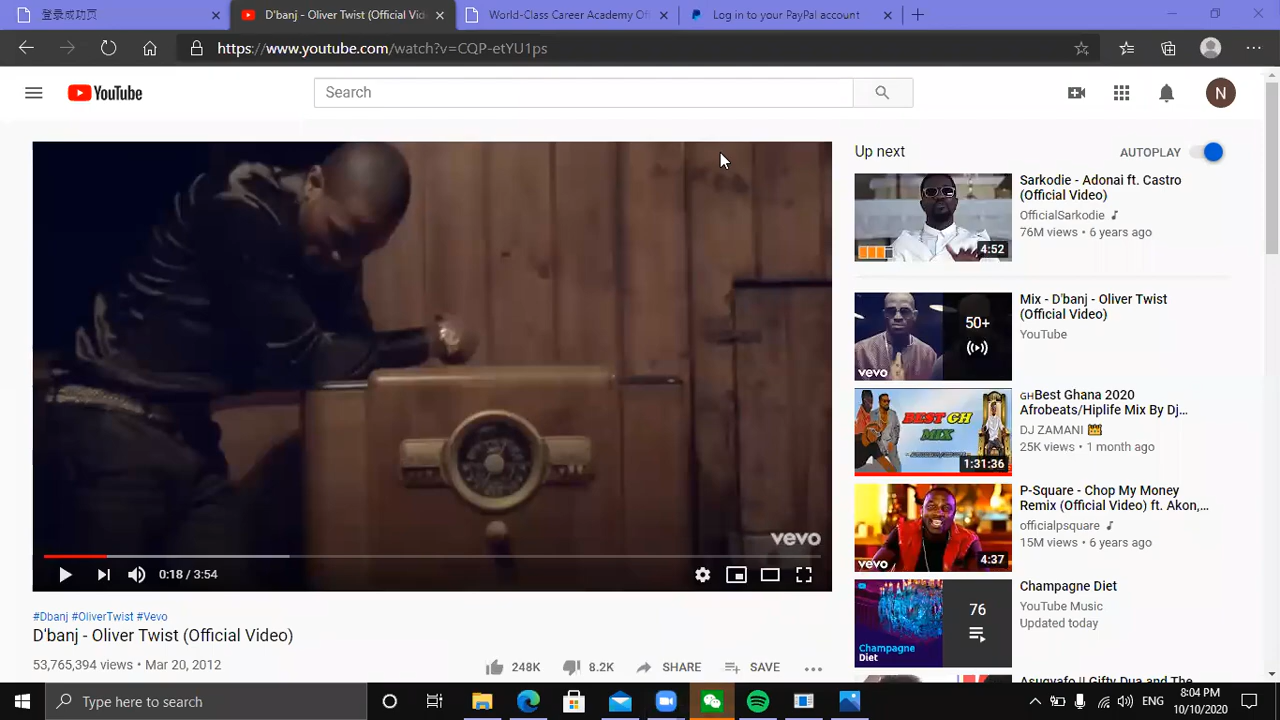 登录成功页
D'banj - Oliver Twist (Official Vid
World-Class Career Academy Of
Log in to your PayPal account
https://www.youtube.com/watch?v=CQP-etYU1ps
YouTube
Search
N
Up next
AUTOPLAY
Sarkodie - Adonai ft. Castro
(Official Video)
OfficialSarkodie
76M views • 6 years ago
4:52
Mix - D'banj - Oliver Twist
(Official Video)
YouTube
50+
vevo
GHBest Ghana 2020
Afrobeats/Hiplife Mix By Dj...
DJ ZAMANI
25K views • 1 month ago
BEST GH
MIX
1:31:36
P-Square - Chop My Money
Remix (Official Video) ft. Akon,...
officialpsquare
15M views • 6 years ago
vevo
4:37
Champagne Diet
YouTube Music
Updated today
76
Champagne
Diet
vevo
0:18 / 3:54
#Dbanj #OliverTwist #Vevo
D'banj - Oliver Twist (Official Video)
53,765,394 views • Mar 20, 2012
248K
8.2K
SHARE
SAVE
Type here to search
ENG
8:04 PM
10/10/2020